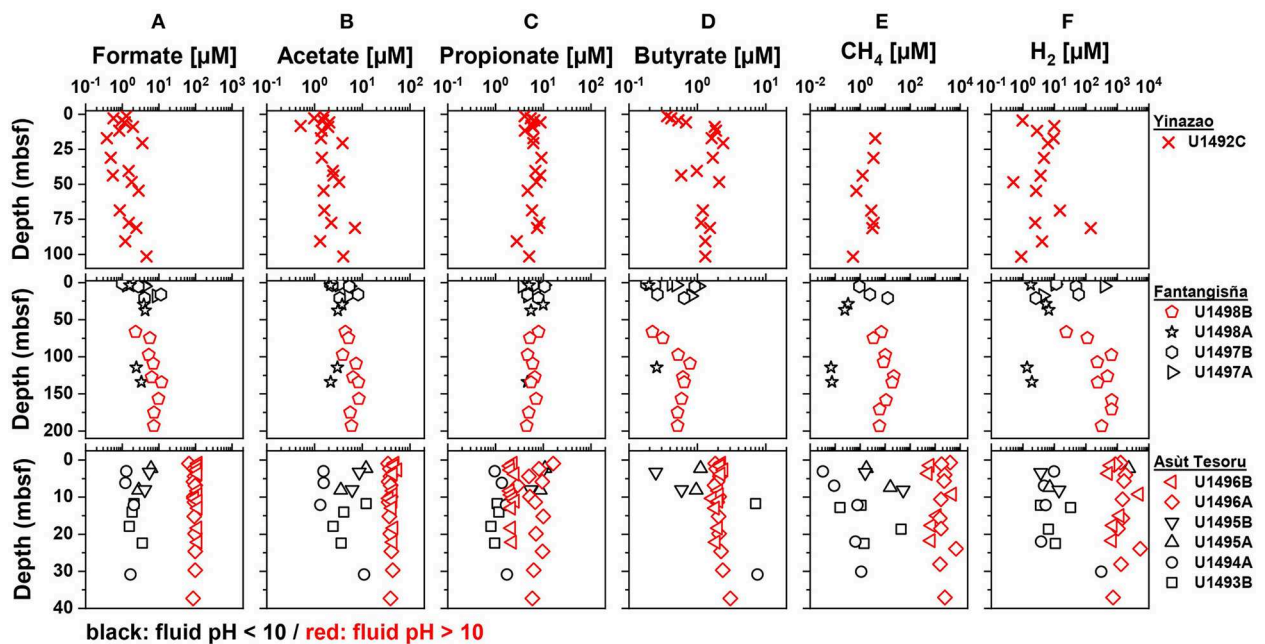 A B C D E F
Formate [µM] Acetate [µM] Propionate [µM] Butyrate [µM] CH₄ [µM] H₂ [µM]
10⁻¹ 10⁰ 10¹ 10² 10³ 10⁻¹ 10⁰ 10¹ 10² 10⁻¹ 10⁰ 10¹ 10² 10⁻¹ 10⁰ 10¹ 10⁻² 10⁰ 10² 10⁴ 10⁻¹ 10⁰ 10¹ 10² 10³ 10⁴
Depth (mbsf)
0
25
50
75
100
Yinazao
U1492C
Depth (mbsf)
0
50
100
150
200
Fantangisña
U1498B
U1498A
U1497B
U1497A
Depth (mbsf)
0
10
20
30
40
Asùt Tesoru
U1496B
U1496A
U1495B
U1495A
U1494A
U1493B
black: fluid pH < 10 / red: fluid pH > 10